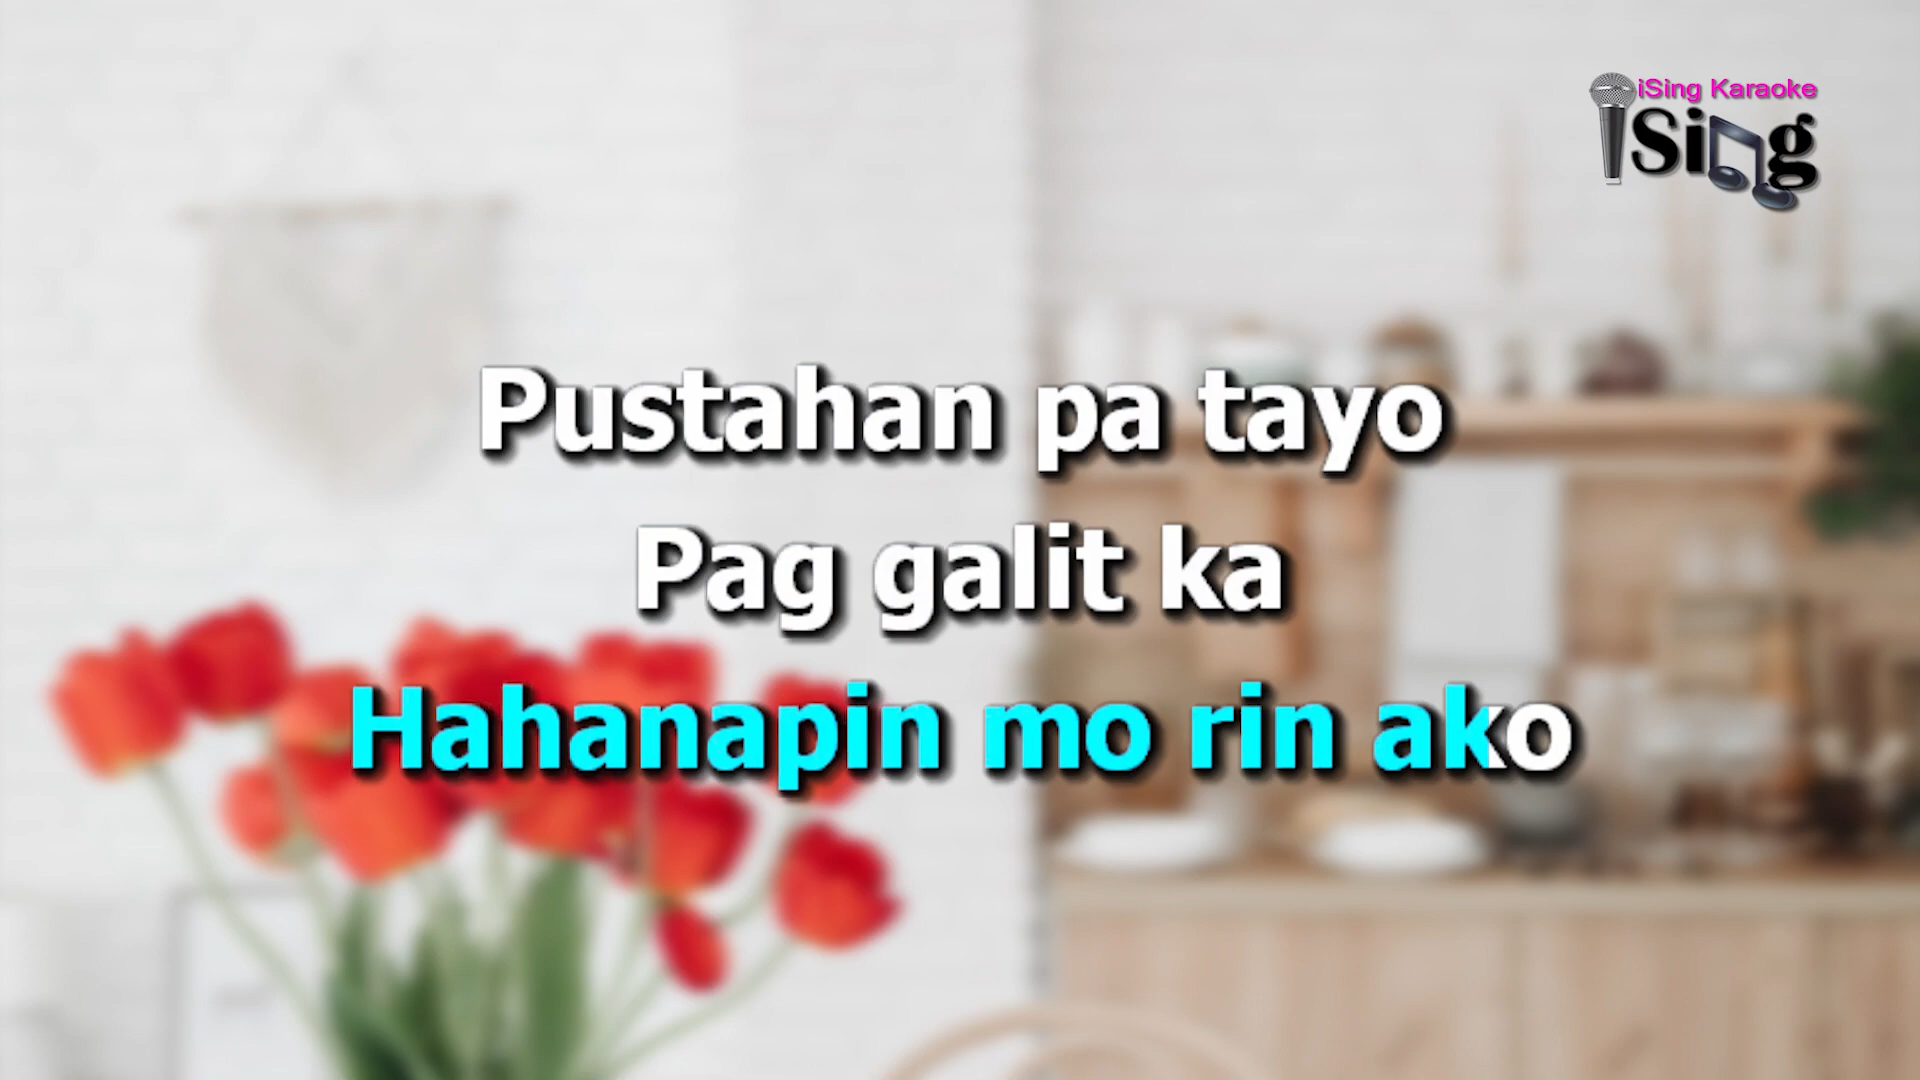 iSing Karaoke
iSing
Pustahan pa tayo
Pag galit ka
Hahanapin mo rin ako